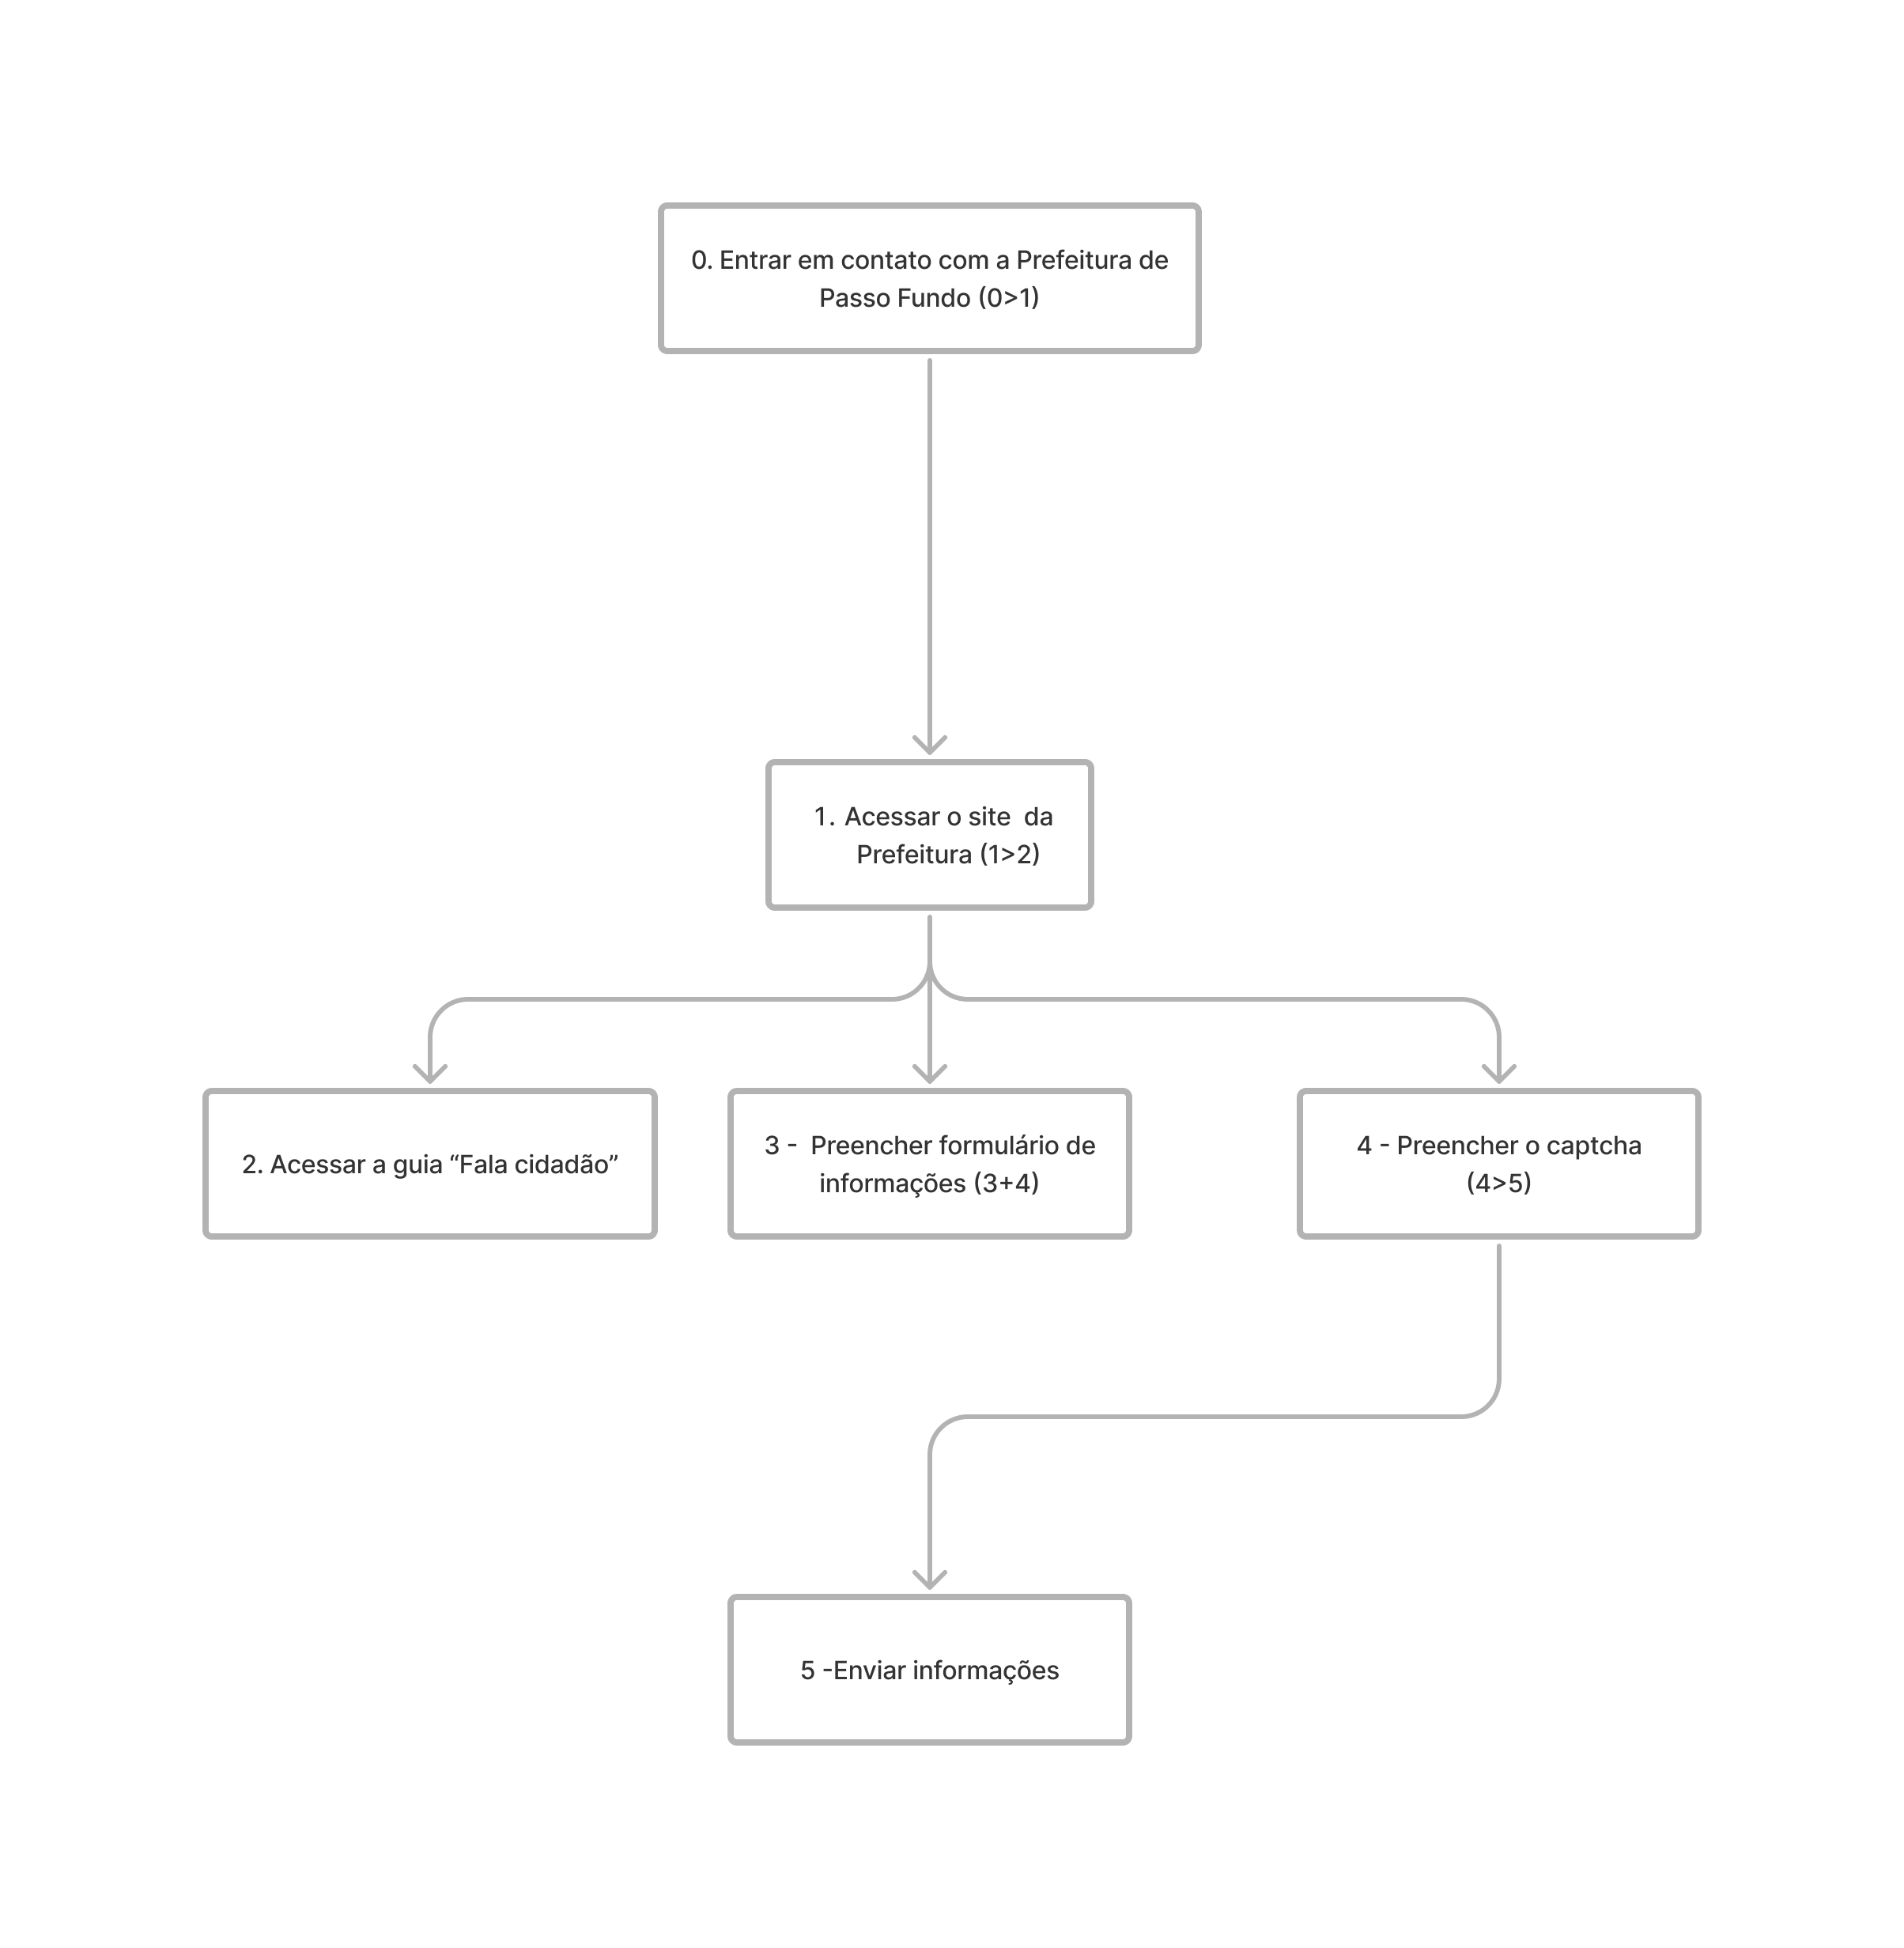 0. Entrar em contato com a Prefeitura de
Passo Fundo (0>1)
1. Acessar o site  da
Prefeitura (1>2)
2. Acessar a guia “Fala cidadão”
3 -  Preencher formulário de
informações (3+4)
4 - Preencher o captcha
(4>5)
5 -Enviar informações